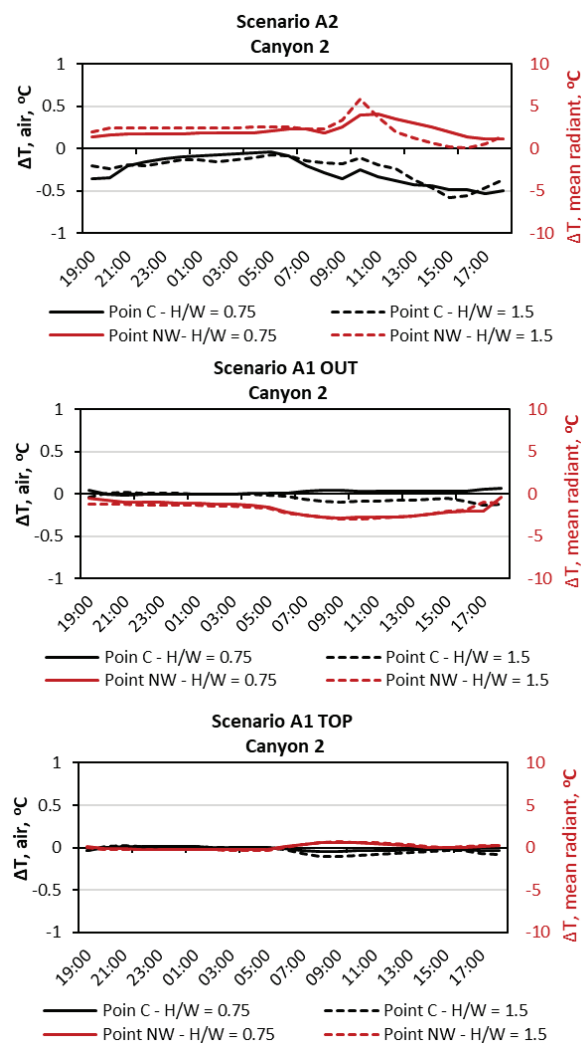 Scenario A2
Canyon 2
ΔT, air, ºC
1
0.5
0
-0.5
-1
10
5
0
-5
-10
ΔT, mean radiant, ºC
19:00
21:00
23:00
01:00
03:00
05:00
07:00
09:00
11:00
13:00
15:00
17:00
Poin C - H/W = 0.75
Point C - H/W = 1.5
Point NW- H/W = 0.75
Point NW - H/W = 1.5
Scenario A1 OUT
Canyon 2
ΔT, air, ºC
1
0.5
0
-0.5
-1
10
5
0
-5
-10
ΔT, mean radiant, ºC
19:00
21:00
23:00
01:00
03:00
05:00
07:00
09:00
11:00
13:00
15:00
17:00
Poin C - H/W = 0.75
Point C - H/W = 1.5
Point NW - H/W = 0.75
Point NW - H/W = 1.5
Scenario A1 TOP
Canyon 2
ΔT, air, ºC
1
0.5
0
-0.5
-1
10
5
0
-5
-10
ΔT, mean radiant, ºC
19:00
21:00
23:00
01:00
03:00
05:00
07:00
09:00
11:00
13:00
15:00
17:00
Poin C - H/W = 0.75
Point C - H/W = 1.5
Point NW - H/W = 0.75
Point NW - H/W = 1.5